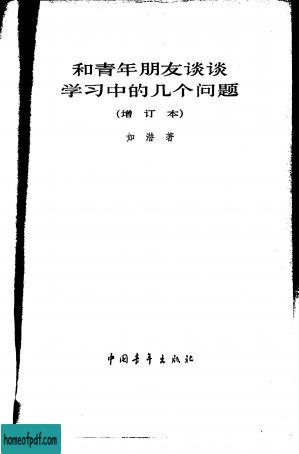 和青年朋友谈谈
学习中的几个问题
(增订本)
如潜著
中国青年出版社
homeofpdf.com